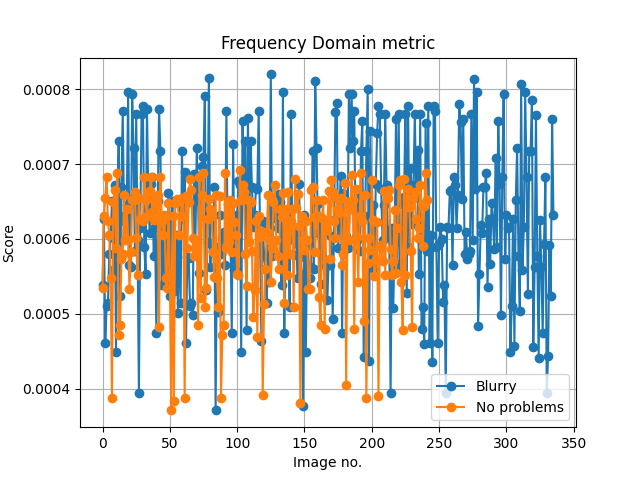 Frequency Domain metric
0.0008
0.0007
0.0006
0.0005
0.0004
Score
0 50 100 150 200 250 300 350
Image no.
Blurry
No problems